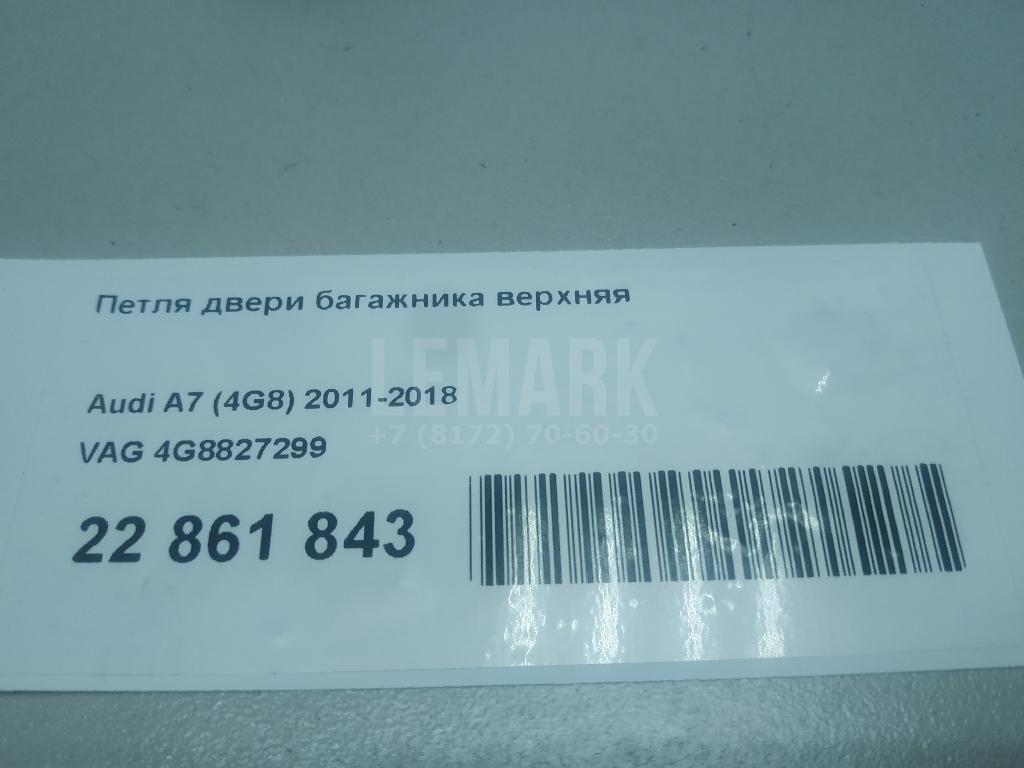 Петля двери багажника верхняя
LEMARK
Audi A7 (4G8) 2011-2018
+7 (8172) 70-60-30
VAG 4G8827299
22 861 843